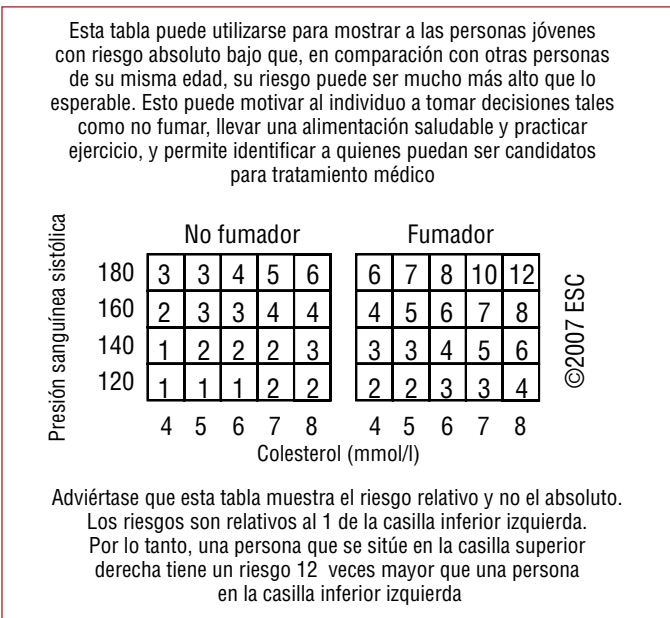 Esta tabla puede utilizarse para mostrar a las personas jóvenes
con riesgo absoluto bajo que, en comparación con otras personas
de su misma edad, su riesgo puede ser mucho más alto que lo
esperable. Esto puede motivar al individuo a tomar decisiones tales
como no fumar, llevar una alimentación saludable y practicar
ejercicio, y permite identificar a quienes puedan ser candidatos
para tratamiento médico
Presión sanguínea sistólica
No fumador Fumador
180 3 3 4 5 6 6 7 8 10 12
160 2 3 3 4 4 4 5 6 7 8
140 1 2 2 2 3 3 3 4 5 6
120 1 1 1 2 2 2 2 3 3 4
4 5 6 7 8 4 5 6 7 8
Colesterol (mmol/l)
©2007 ESC
Adviértase que esta tabla muestra el riesgo relativo y no el absoluto.
Los riesgos son relativos al 1 de la casilla inferior izquierda.
Por lo tanto, una persona que se sitúe en la casilla superior
derecha tiene un riesgo 12 veces mayor que una persona
en la casilla inferior izquierda